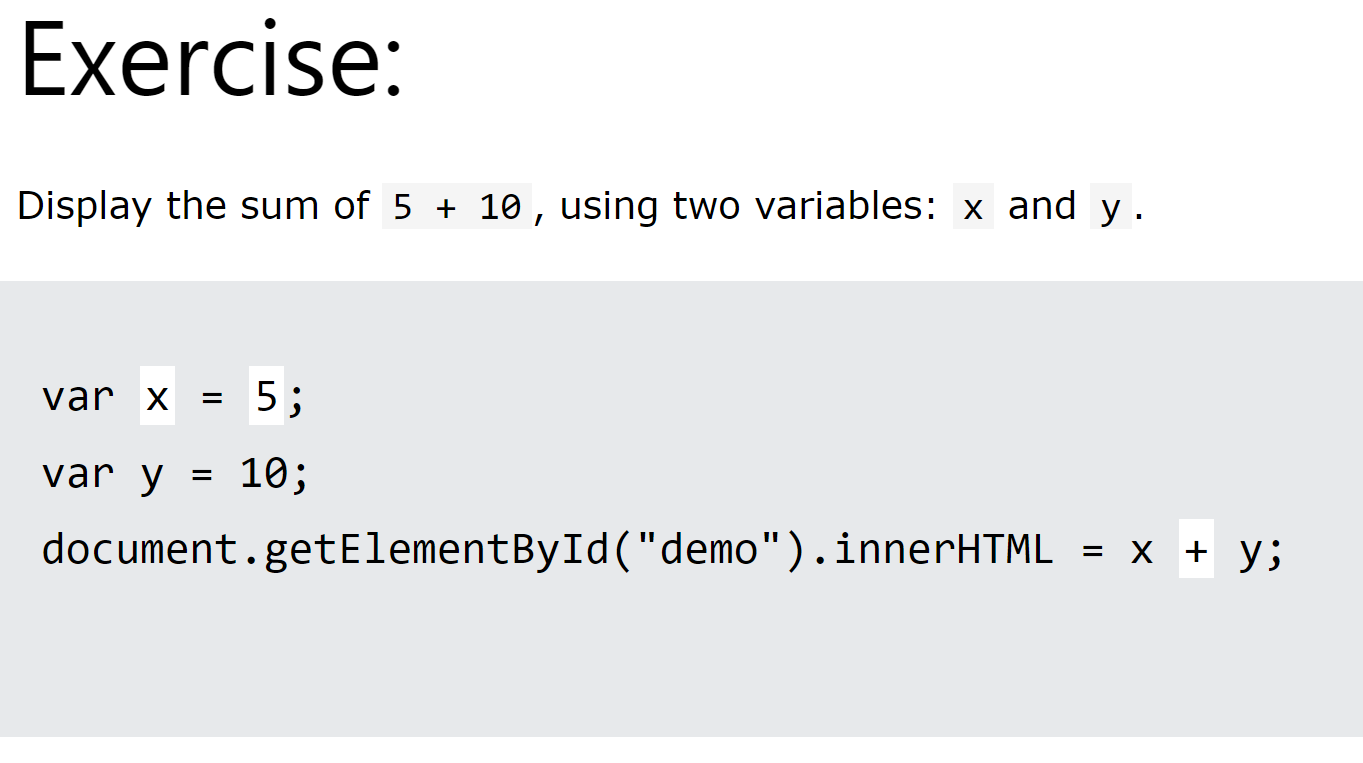 Exercise:
Display the sum of 5 + 10, using two variables: x and y.
var x = 5;
var y = 10;
document.getElementById("demo").innerHTML = x + y;